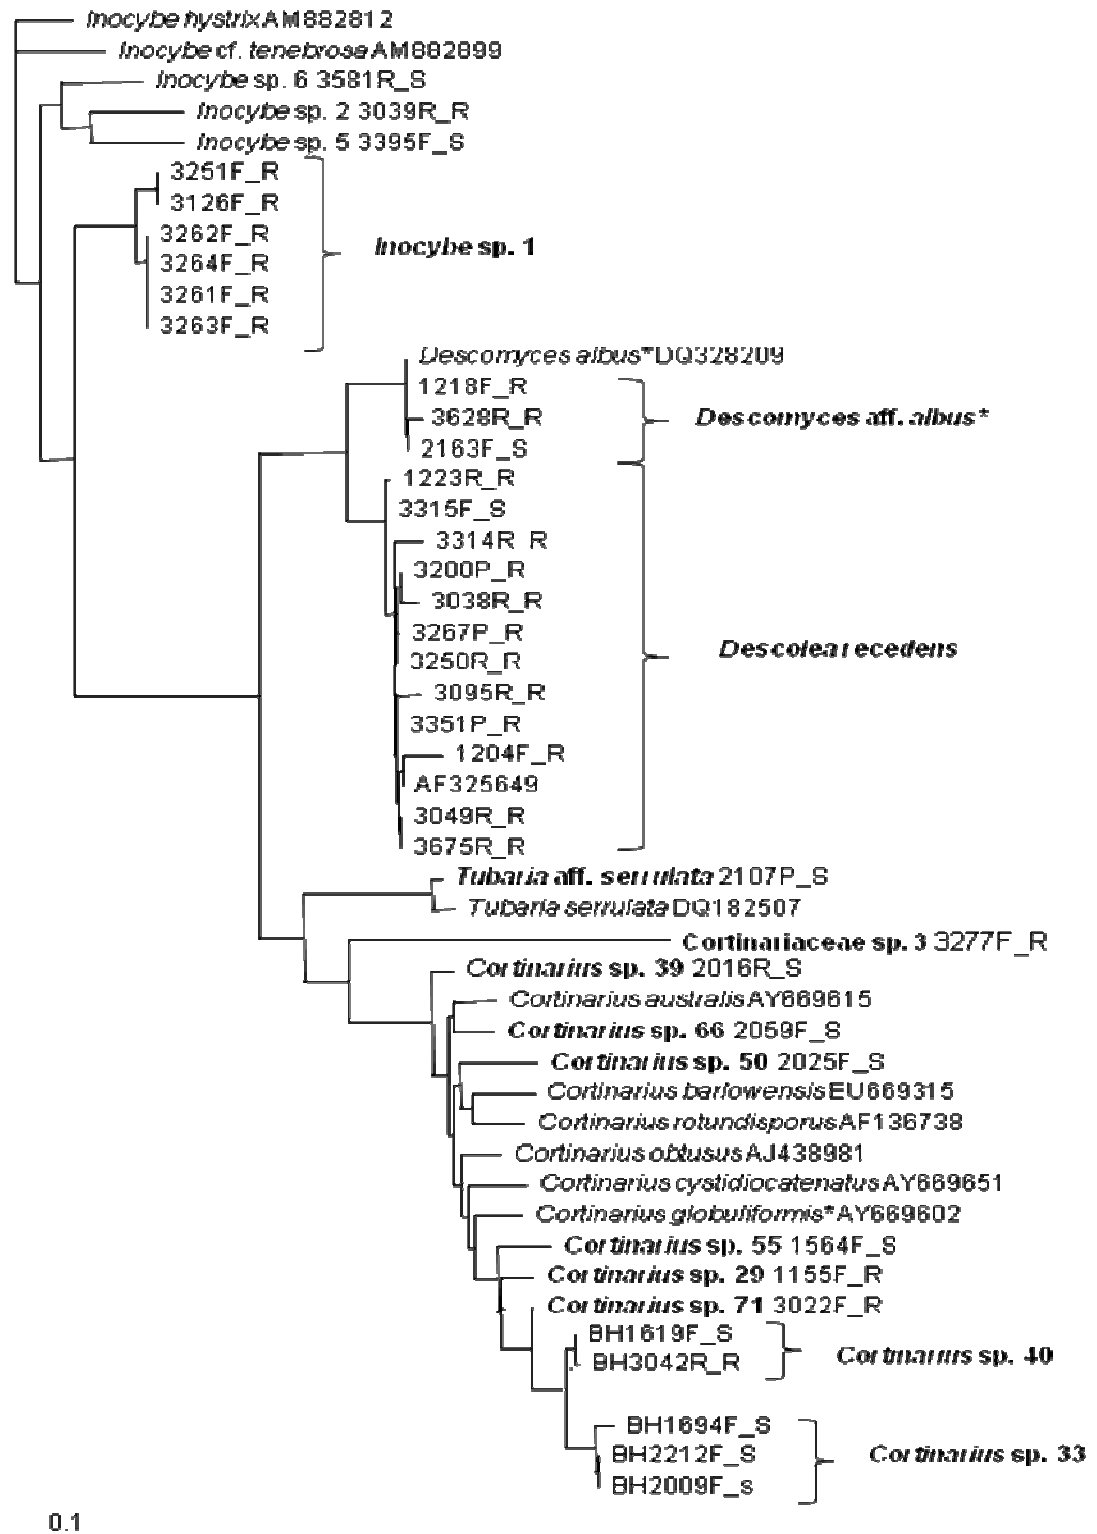 Inocybe hystrix AM882812
Inocybe cf. tenebrosa AM882899
Inocybe sp. 6 3581R_S
Inocybe sp. 2 3039R_R
Inocybe sp. 5 3395F_S
3251F_R
3126F_R
3262F_R
Inocybe sp. 1
3264F_R
3261F_R
3263F_R
Descomyces albus*DQ328209
1218F_R
3628R_R
Descomyces aff. albus*
2163F_S
1223R_R
3315F_S
3314R R
3200P_R
3038R_R
3267P_R
Descolea recedens
3250R_R
3095R_R
3351P_R
1204F_R
AF325649
3049R_R
3675R_R
Tubaria aff. serrulata 2107P_S
Tubaria serrulata DQ182507
Cortinariaceae sp. 3 3277F_R
Cortinarius sp. 39 2016R_S
Cortinarius australis AY669615
Cortinarius sp. 66 2059F_S
Cortinarius sp. 50 2025F_S
Cortinarius barlowensis EU669315
Cortinarius rotundisporus AF136738
Cortinarius obtusus AJ438981
Cortinarius cystidiocatenatus AY669651
Cortinarius globuliformis*AY669602
Cortinarius sp. 55 1564F_S
Cortinarius sp. 29 1155F_R
Cortinarius sp. 71 3022F_R
BH1619F_S
Cortinarius sp. 40
BH3042R_R
BH1694F_S
BH2212F_S
Cortinarius sp. 33
BH2009F_s
0.1